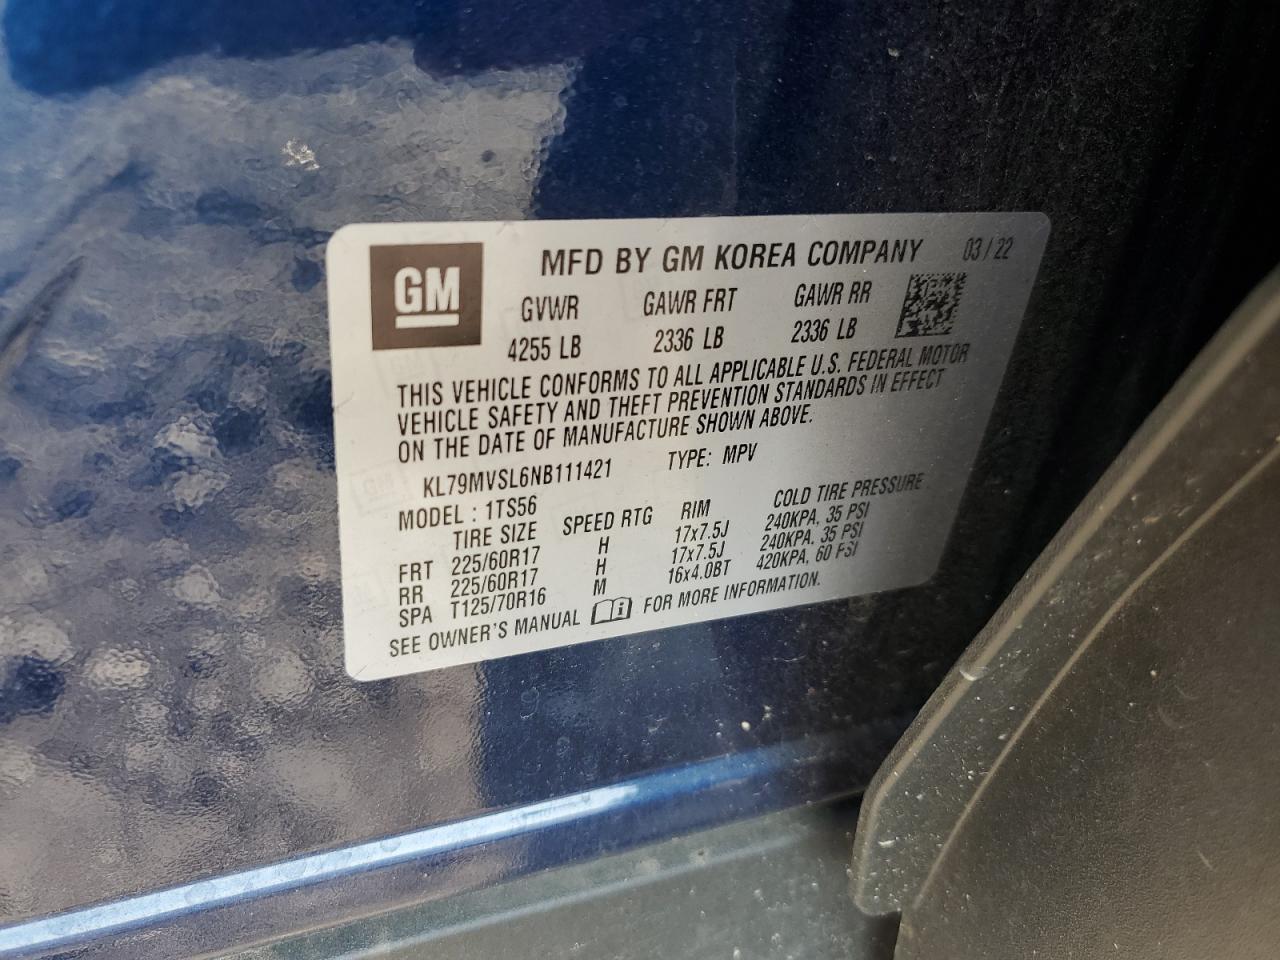 GM
MFD BY GM KOREA COMPANY 03 / 22
GVWR GAWR FRT GAWR RR
4255 LB 2336 LB 2336 LB
THIS VEHICLE CONFORMS TO ALL APPLICABLE U.S. FEDERAL MOTOR
VEHICLE SAFETY AND THEFT PREVENTION STANDARDS IN EFFECT
ON THE DATE OF MANUFACTURE SHOWN ABOVE.
KL79MVSL6NB111421 TYPE: MPV
MODEL : 1TS56
TIRE SIZE SPEED RTG RIM COLD TIRE PRESSURE
FRT 225/60R17 H 17x7.5J 240KPA, 35 PSI
RR 225/60R17 H 17x7.5J 240KPA, 35 PSI
SPA T125/70R16 M 16x4.0BT 420KPA, 60 PSI
SEE OWNER'S MANUAL FOR MORE INFORMATION.